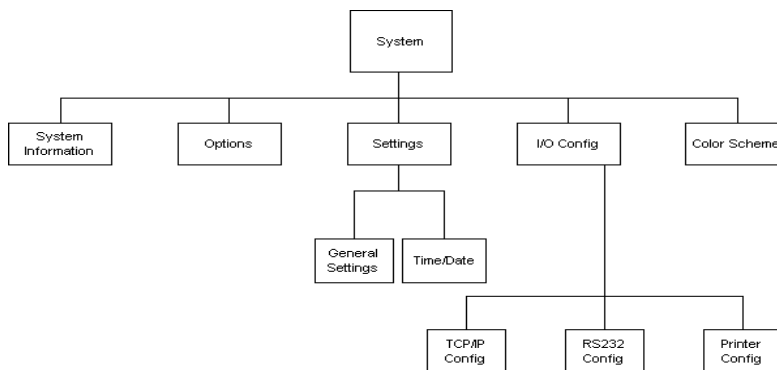 System
System
Information
Options
Settings
I/O Config
Color Scheme
General
Settings
Time/Date
TCP/IP
Config
RS232
Config
Printer
Config